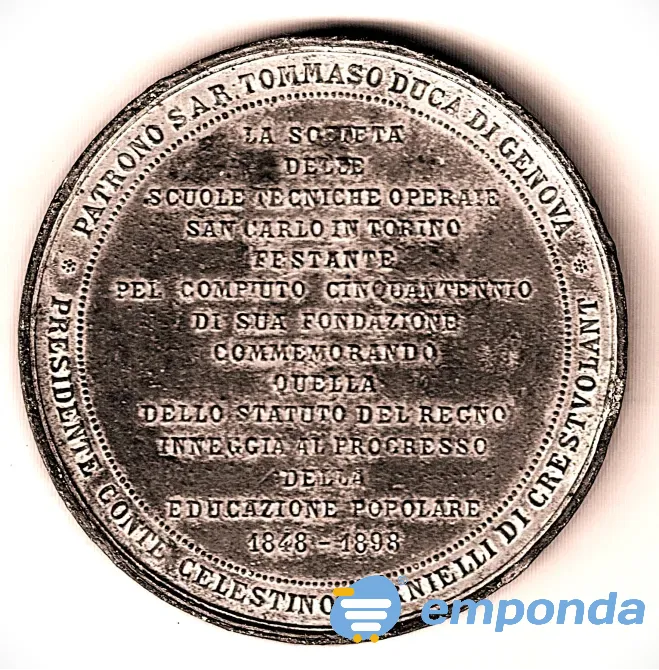 PATRONO S A R TOMMASO DUCA DI GENOVA
LA SOCIETA
DELLE
SCUOLE TECNICHE OPERAIE
SAN CARLO IN TORINO
FESTANTE
PEL COMPIUTO CINQUANTENNIO
DI SUA FONDAZIONE
COMMEMORANDO
QUELLA
DELLO STATUTO DEL REGNO
INNEGGIA AL PROGRESSO
DELLA
EDUCAZIONE POPOLARE
1848-1898
PRESIDENTE CONTE CELESTINO DI
emponda